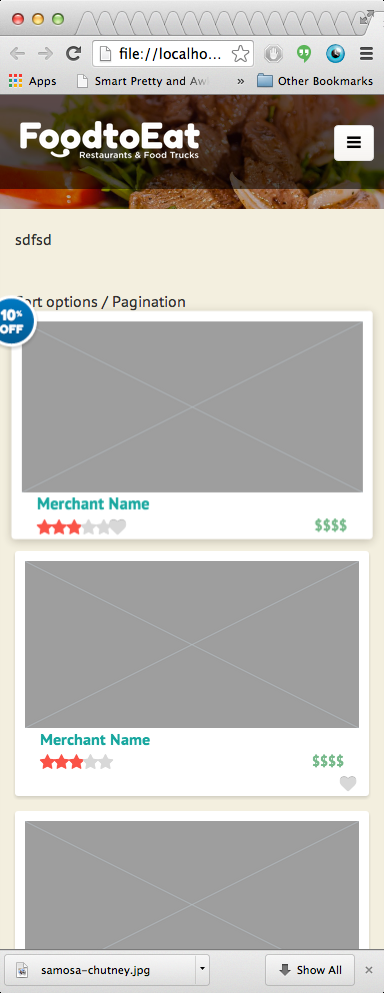 file://localho...
Apps
Smart Pretty and Aw
»
Other Bookmarks
FoodtoEat
Restaurants & Food Trucks
sdfsd
Sort options / Pagination
10%
OFF
Merchant Name
$$$$
Merchant Name
$$$$
samosa-chutney.jpg
Show All